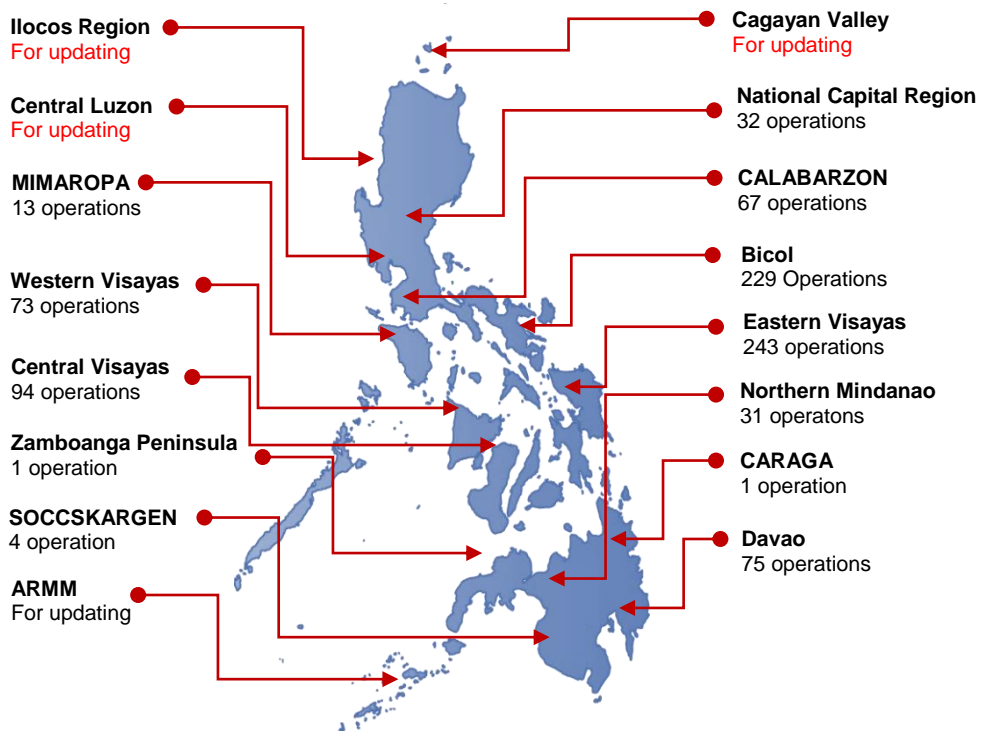 Ilocos Region
For updating
Central Luzon
For updating
MIMAROPA
13 operations
Western Visayas
73 operations
Central Visayas
94 operations
Zamboanga Peninsula
1 operation
SOCCSKARGEN
4 operation
ARMM
For updating
Cagayan Valley
For updating
National Capital Region
32 operations
CALABARZON
67 operations
Bicol
229 Operations
Eastern Visayas
243 operations
Northern Mindanao
31 operatons
CARAGA
1 operation
Davao
75 operations